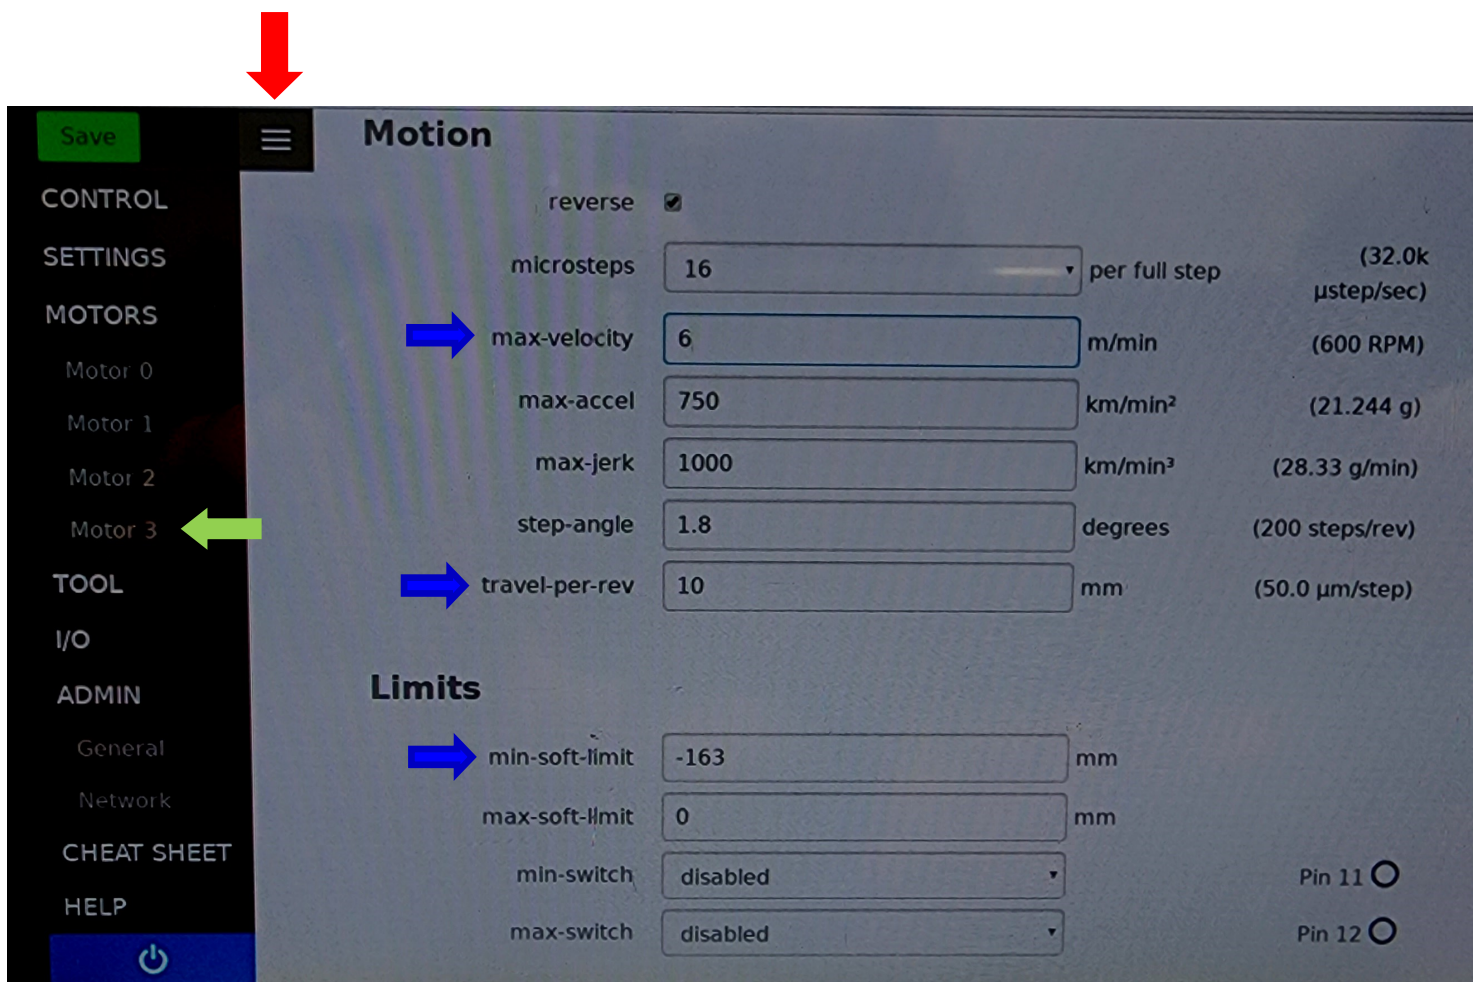 Save
CONTROL
SETTINGS
MOTORS
Motor 0
Motor 1
Motor 2
Motor 3
TOOL
I/O
ADMIN
General
Network
CHEAT SHEET
HELP
Motion
reverse
microsteps 16 per full step (32.0k µstep/sec)
max-velocity 6 m/min (600 RPM)
max-accel 750 km/min² (21.244 g)
max-jerk 1000 km/min³ (28.33 g/min)
step-angle 1.8 degrees (200 steps/rev)
travel-per-rev 10 mm (50.0 µm/step)
Limits
min-soft-limit -163 mm
max-soft-limit 0 mm
min-switch disabled Pin 11
max-switch disabled Pin 12